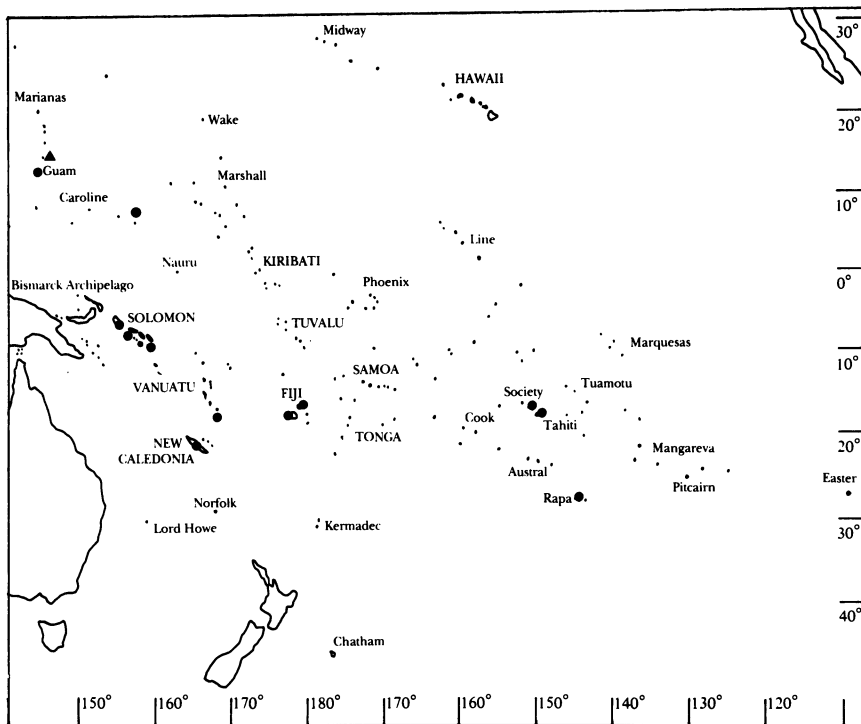 Midway
30°
HAWAII
Marianas
20°
Wake
Guam
Marshall
Caroline
10°
Line
Nauru
KIRIBATI
Phoenix
0°
Bismarck Archipelago
SOLOMON
TUVALU
Marquesas
10°
SAMOA
VANUATU
FIJI
Society
Tuamotu
Cook
Tahiti
20°
NEW
CALEDONIA
TONGA
Mangareva
Austral
Pitcairn
Easter
Rapa
Norfolk
Lord Howe
Kermadec
30°
40°
Chatham
150°
160°
170°
180°
170°
160°
150°
140°
130°
120°